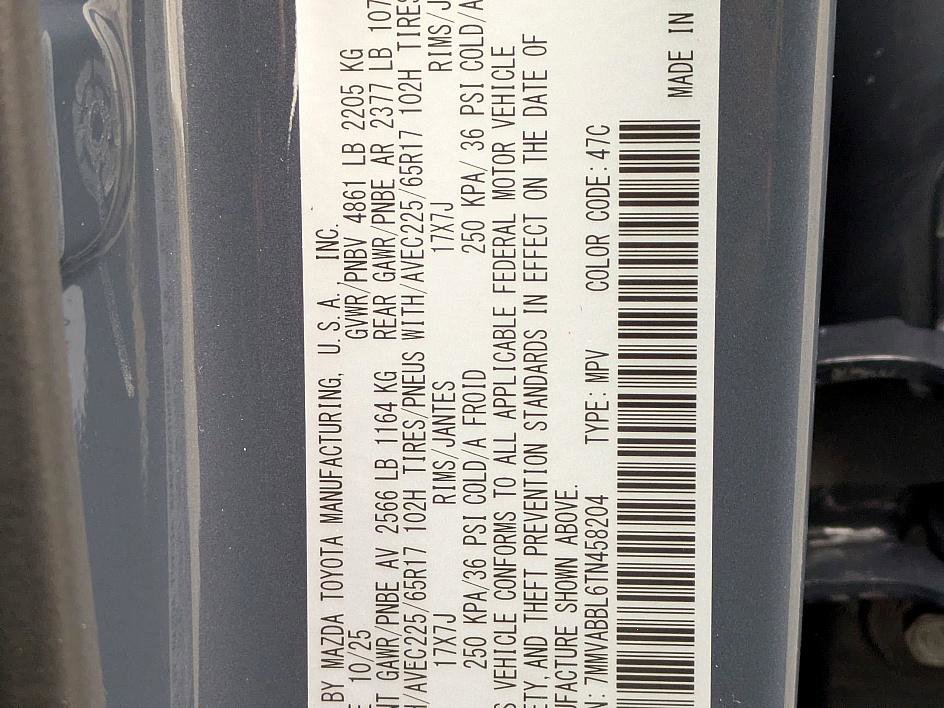 BY MAZDA TOYOTA MANUFACTURING, U.S.A, INC.
10/25 GVWR/PNBV 4861 LB 2205 KG
GAWR/PNBE AV 2566 LB 1164 KG REAR GAWR/PNBE AR 2377 LB 107
/AVEC225/65R17 102H TIRES/PNEUS WITH/AVEC225/65R17 102H TIRES
17X7J RIMS/JANTES 17X7J RIMS/J
250 KPA/36 PSI COLD/A FROID 250 KPA/ 36 PSI COLD/A
VEHICLE CONFORMS TO ALL APPLICABLE FEDERAL MOTOR VEHICLE
ETY,AND THEFT PREVENTION STANDARDS IN EFFECT ON THE DATE OF
UFACTURE SHOWN ABOVE.
: 7MMVABBL6TN458204 TYPE: MPV COLOR CODE: 47C
MADE IN